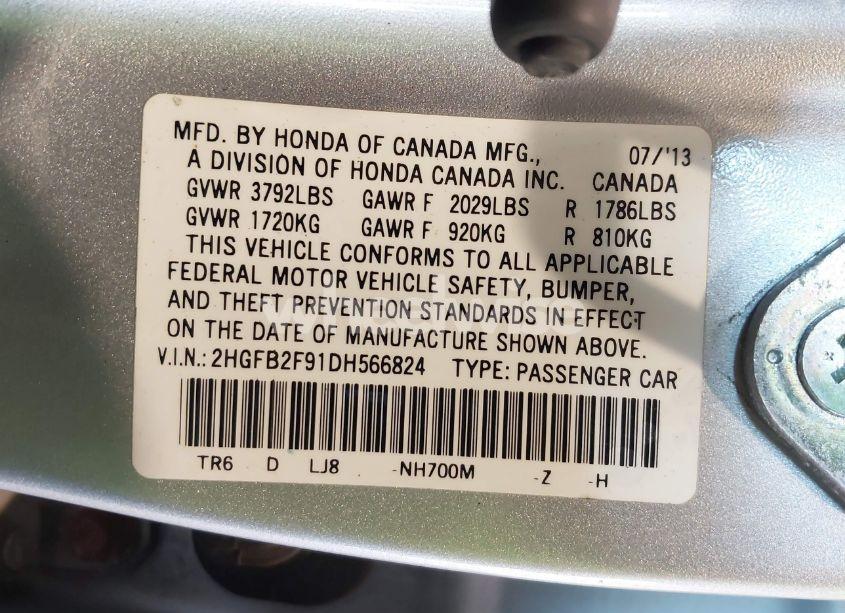 MFD. BY HONDA OF CANADA MFG., 07/'13
A DIVISION OF HONDA CANADA INC. CANADA
GVWR 3792LBS GAWR F 2029LBS R 1786LBS
GVWR 1720KG GAWR F 920KG R 810KG
THIS VEHICLE CONFORMS TO ALL APPLICABLE
FEDERAL MOTOR VEHICLE SAFETY, BUMPER,
AND THEFT PREVENTION STANDARDS IN EFFECT
ON THE DATE OF MANUFACTURE SHOWN ABOVE.
V.I.N.: 2HGFB2F91DH566824 TYPE: PASSENGER CAR
TR6 D LJ8 -NH700M -Z -H